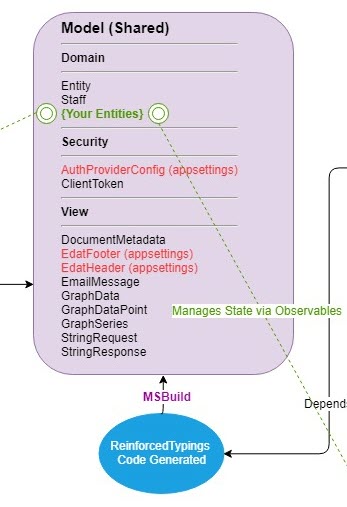 Model (Shared)
Domain
Entity
Staff
{Your Entities}
Security
AuthProviderConfig (appsettings)
ClientToken
View
DocumentMetadata
EdatFooter (appsettings)
EdatHeader (appsettings)
EmailMessage
GraphData
GraphDataPoint
Manages State via Observables
GraphSeries
StringRequest
StringResponse
MSBuild
Depend
ReinforcedTypings
Code Generated